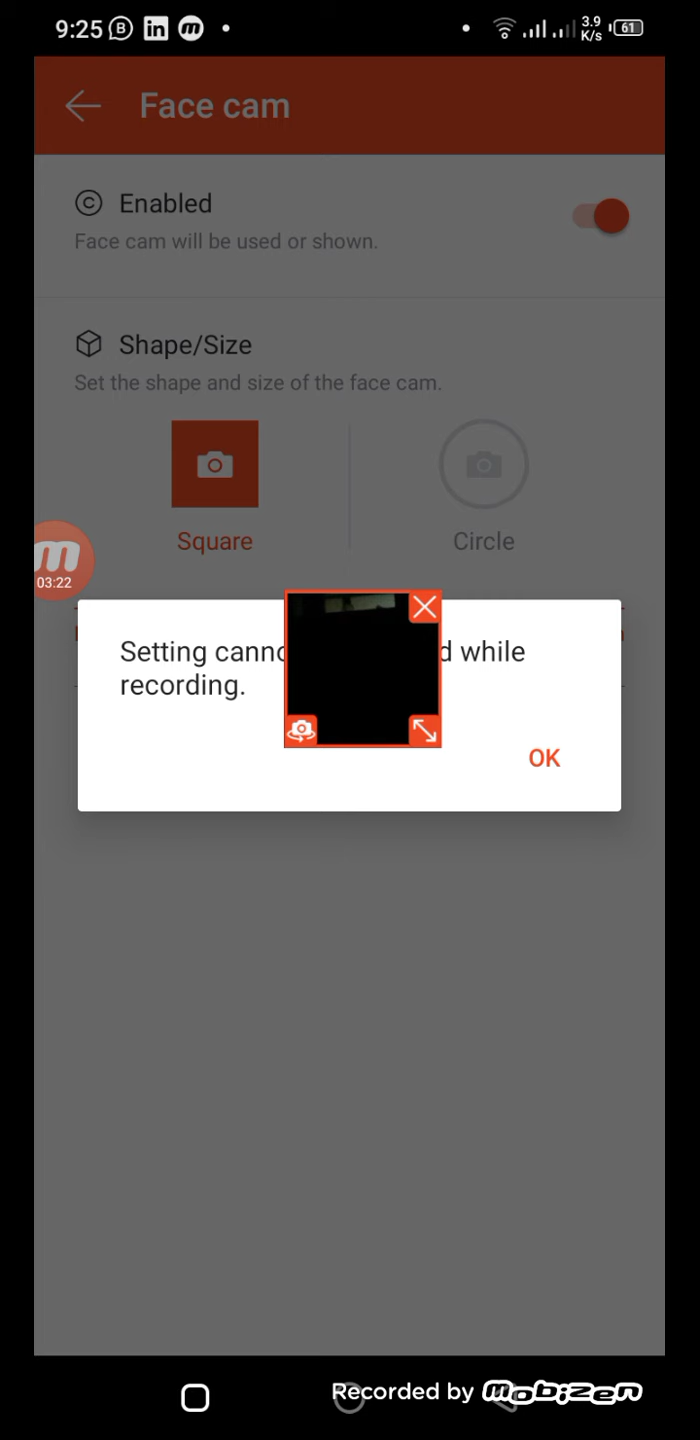 9:25
3.9
K/s
61
Face cam
Enabled
Face cam will be used or shown.
Shape/Size
Set the shape and size of the face cam.
Square
Circle
03:22
Setting cann d while
recording.
OK
Recorded by Mobizen